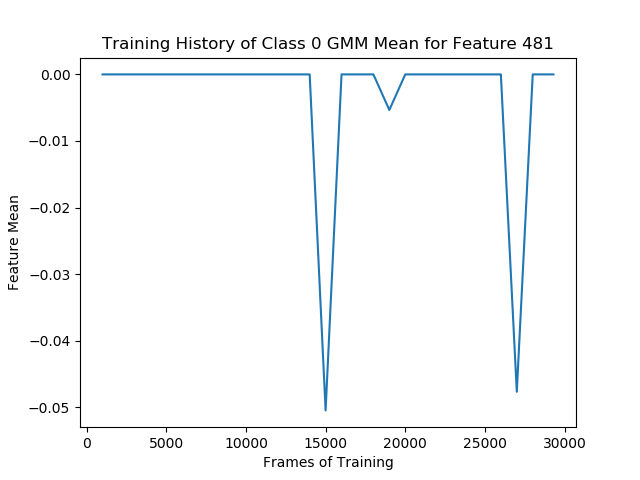 Training History of Class 0 GMM Mean for Feature 481
0.00
−0.01
−0.02
−0.03
−0.04
−0.05
Feature Mean
0 5000 10000 15000 20000 25000 30000
Frames of Training